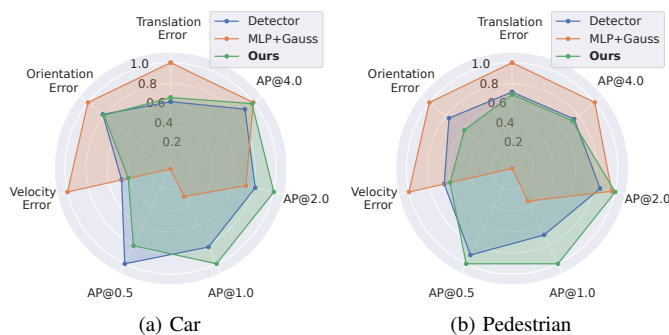 Translation
Error
Detector
MLP+Gauss
Ours
Orientation
Error
AP@4.0
1.0
0.8
0.6
0.4
0.2
Velocity
Error
AP@2.0
AP@0.5
AP@1.0
(a) Car
Translation
Error
Detector
MLP+Gauss
Ours
Orientation
Error
AP@4.0
1.0
0.8
0.6
0.4
0.2
Velocity
Error
AP@2.0
AP@0.5
AP@1.0
(b) Pedestrian